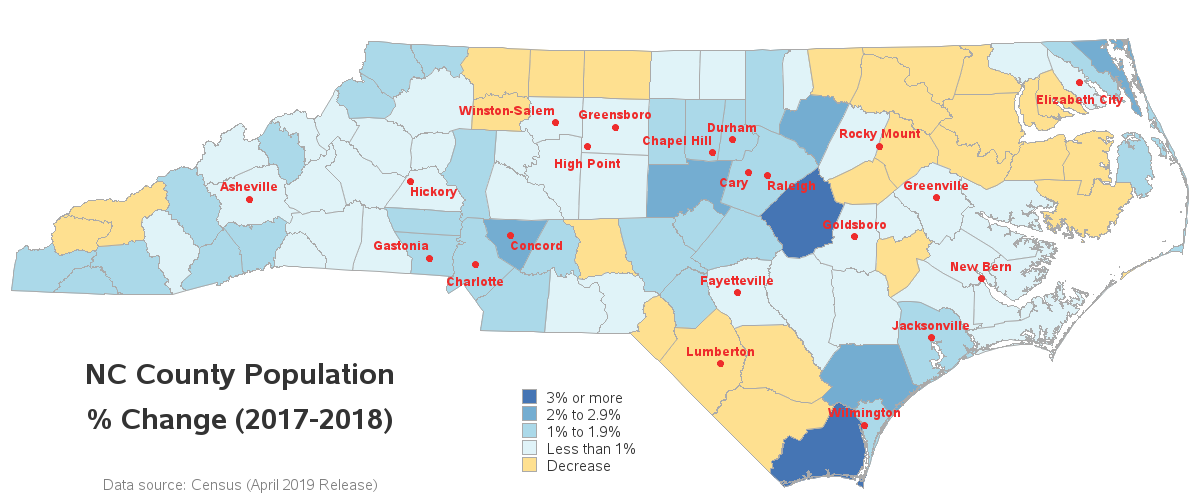 Winston-Salem
Greensboro
Elizabeth City
Durham
Chapel Hill
Rocky Mount
High Point
Cary
Raleigh
Asheville
Hickory
Greenville
Goldsboro
Gastonia
Concord
New Bern
Charlotte
Fayetteville
Jacksonville
Lumberton
Wilmington
NC County Population
% Change (2017-2018)
3% or more
2% to 2.9%
1% to 1.9%
Less than 1%
Decrease
Data source: Census (April 2019 Release)